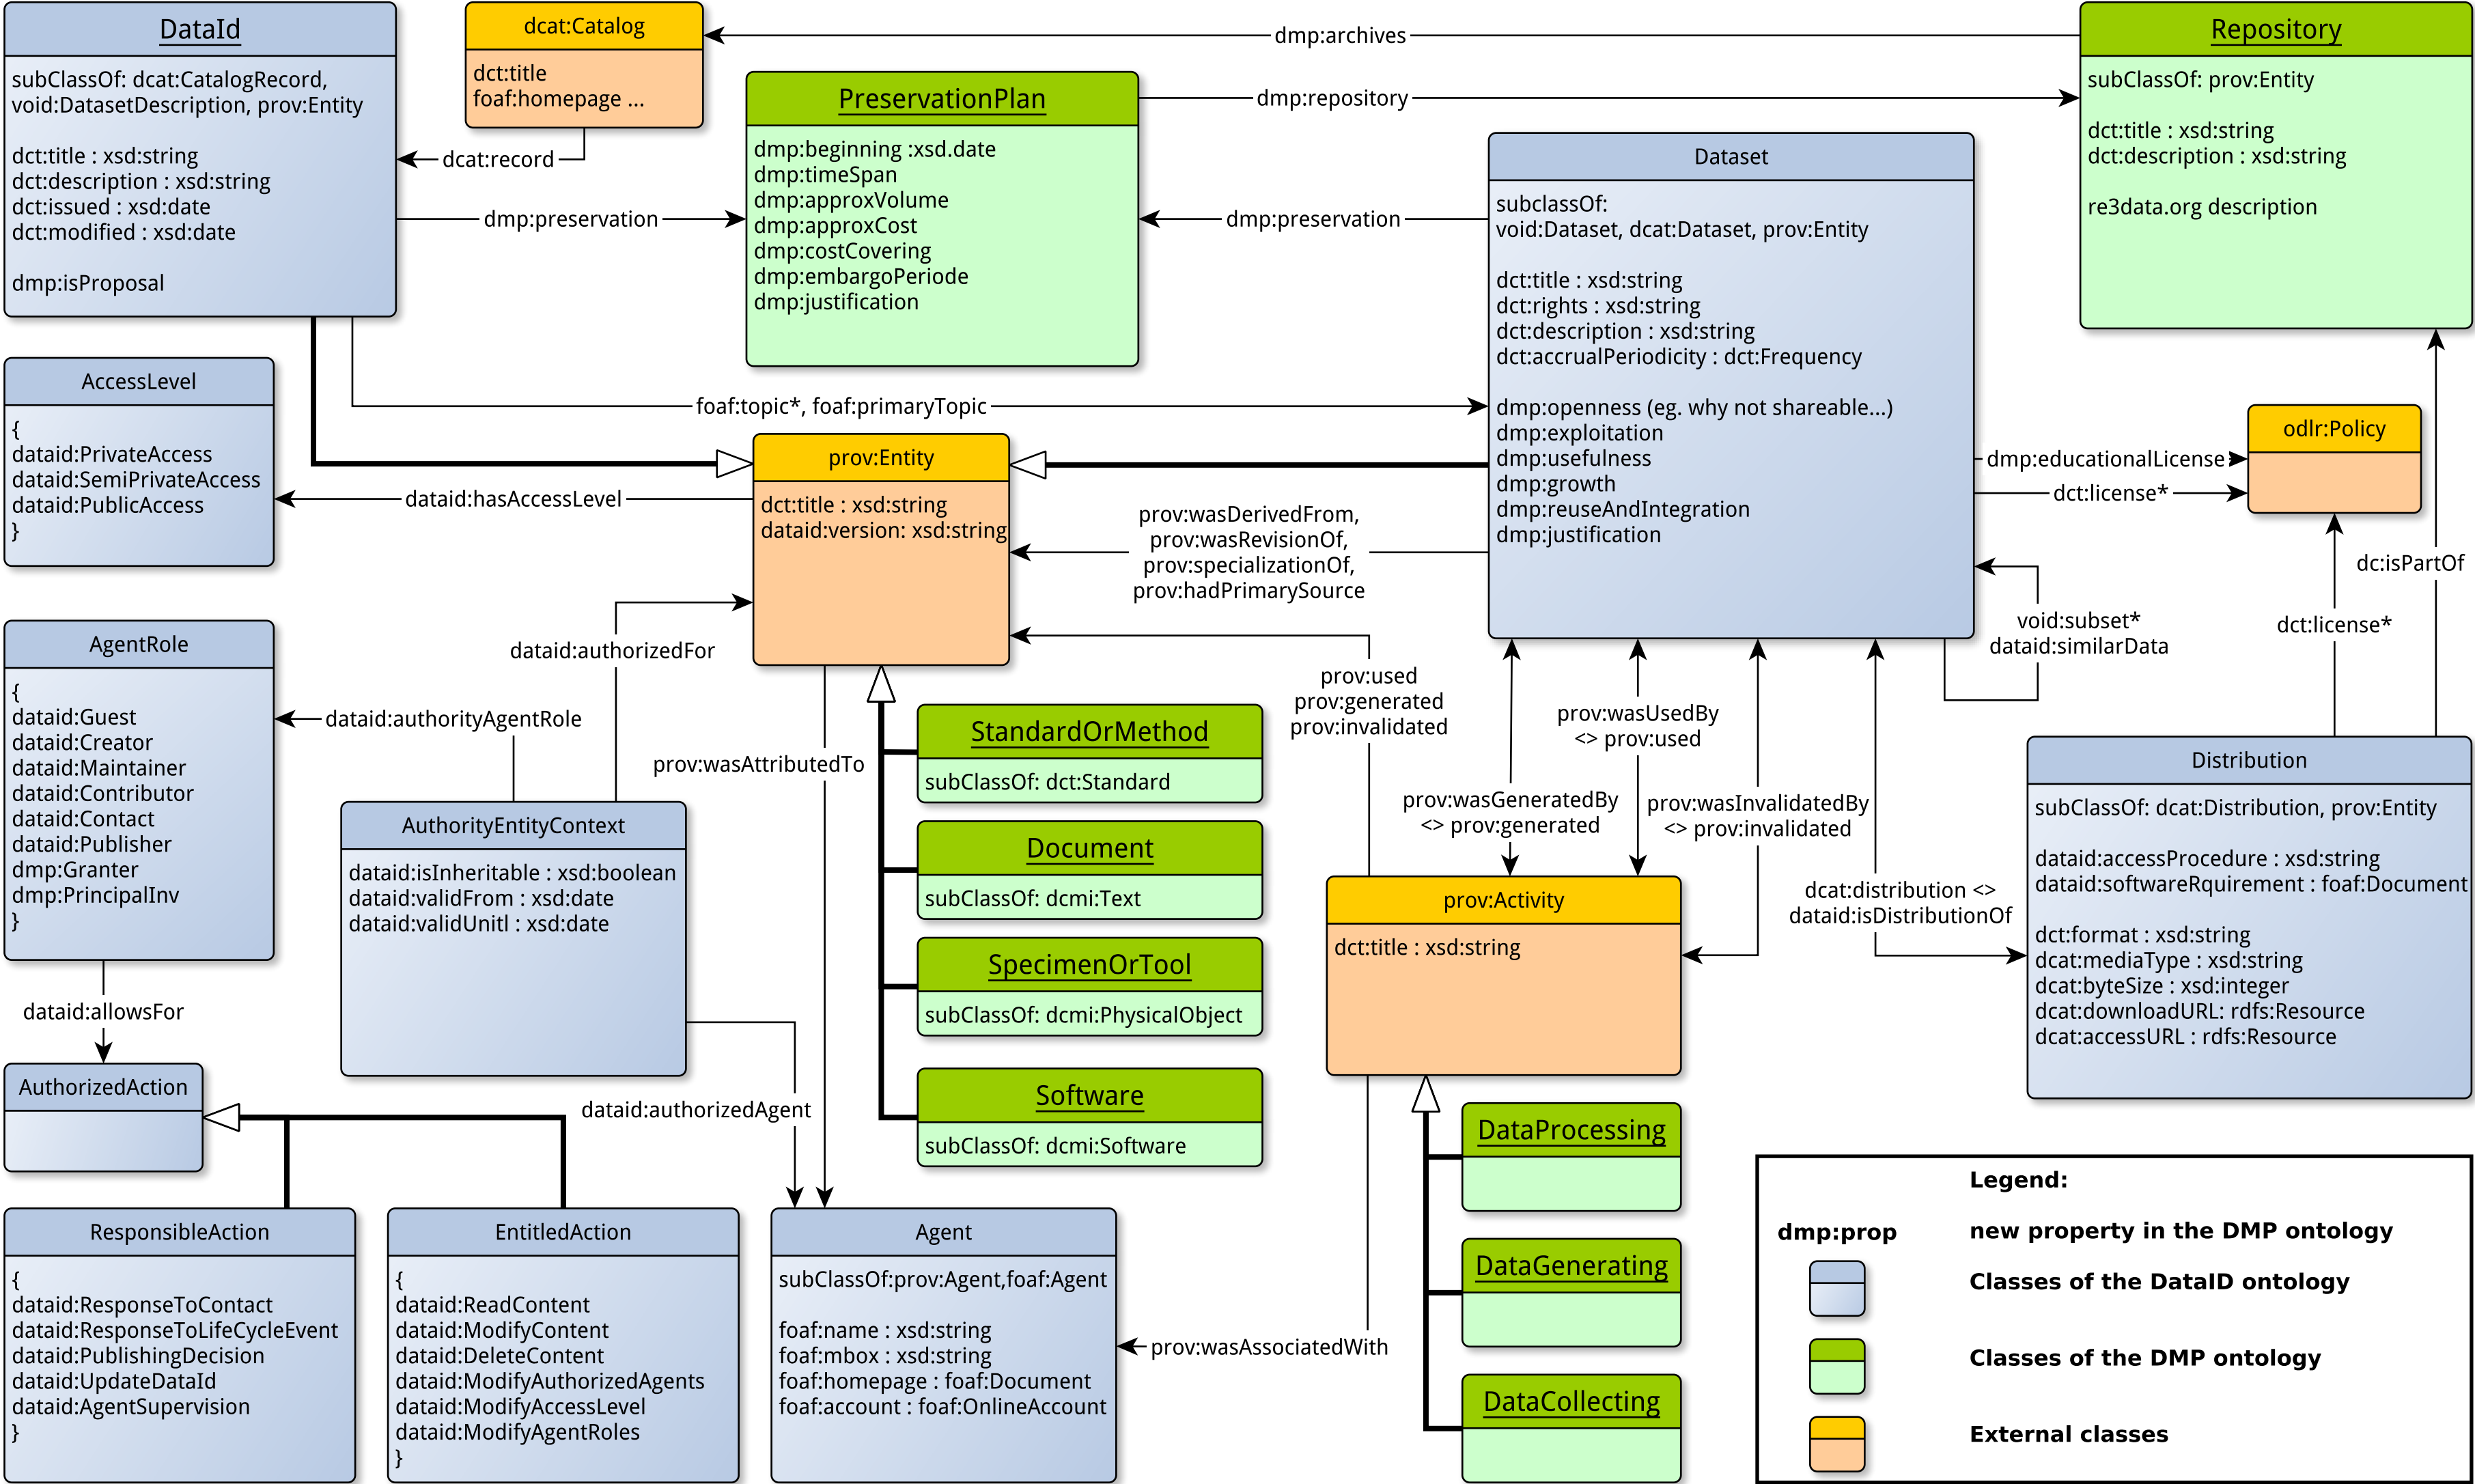 DataId
subClassOf: dcat:CatalogRecord,
void:DatasetDescription, prov:Entity
dct:title : xsd:string
dct:description : xsd:string
dct:issued : xsd:date
dct:modified : xsd:date
dmp:isProposal
dcat:Catalog
dct:title
foaf:homepage ...
dcat:record
dmp:archives
PreservationPlan
dmp:beginning :xsd.date
dmp:timeSpan
dmp:approxVolume
dmp:approxCost
dmp:costCovering
dmp:embargoPeriode
dmp:justification
dmp:repository
dmp:preservation
dmp:preservation
Repository
subClassOf: prov:Entity
dct:title : xsd:string
dct:description : xsd:string
re3data.org description
Dataset
subclassOf:
void:Dataset, dcat:Dataset, prov:Entity
dct:title : xsd:string
dct:rights : xsd:string
dct:description : xsd:string
dct:accrualPeriodicity : dct:Frequency
dmp:openness (eg. why not shareable...)
dmp:exploitation
dmp:usefulness
dmp:growth
dmp:reuseAndIntegration
dmp:justification
foaf:topic*, foaf:primaryTopic
AccessLevel
{
dataid:PrivateAccess
dataid:SemiPrivateAccess
dataid:PublicAccess
}
dataid:hasAccessLevel
prov:Entity
dct:title : xsd:string
dataid:version: xsd:string
prov:wasDerivedFrom,
prov:wasRevisionOf,
prov:specializationOf,
prov:hadPrimarySource
odlr:Policy
dmp:educationalLicense
dct:license*
dc:isPartOf
dct:license*
void:subset*
dataid:similarData
AgentRole
{
dataid:Guest
dataid:Creator
dataid:Maintainer
dataid:Contributor
dataid:Contact
dataid:Publisher
dmp:Granter
dmp:PrincipalInv
}
dataid:authorizedFor
dataid:authorityAgentRole
prov:wasAttributedTo
AuthorityEntityContext
dataid:isInheritable : xsd:boolean
dataid:validFrom : xsd:date
dataid:validUnitl : xsd:date
StandardOrMethod
subClassOf: dct:Standard
Document
subClassOf: dcmi:Text
SpecimenOrTool
subClassOf: dcmi:PhysicalObject
Software
subClassOf: dcmi:Software
prov:used
prov:generated
prov:invalidated
prov:wasGeneratedBy
<> prov:generated
prov:wasUsedBy
<> prov:used
prov:wasInvalidatedBy
<> prov:invalidated
dcat:distribution <>
dataid:isDistributionOf
Distribution
subClassOf: dcat:Distribution, prov:Entity
dataid:accessProcedure : xsd:string
dataid:softwareRquirement : foaf:Document
dct:format : xsd:string
dcat:mediaType : xsd:string
dcat:byteSize : xsd:integer
dcat:downloadURL: rdfs:Resource
dcat:accessURL : rdfs:Resource
prov:Activity
dct:title : xsd:string
dataid:allowsFor
AuthorizedAction
dataid:authorizedAgent
ResponsibleAction
{
dataid:ResponseToContact
dataid:ResponseToLifeCycleEvent
dataid:PublishingDecision
dataid:UpdateDataId
dataid:AgentSupervision
}
EntitledAction
{
dataid:ReadContent
dataid:ModifyContent
dataid:DeleteContent
dataid:ModifyAuthorizedAgents
dataid:ModifyAccessLevel
dataid:ModifyAgentRoles
}
Agent
subClassOf:prov:Agent,foaf:Agent
foaf:name : xsd:string
foaf:mbox : xsd:string
foaf:homepage : foaf:Document
foaf:account : foaf:OnlineAccount
prov:wasAssociatedWith
DataProcessing
DataGenerating
DataCollecting
Legend:
dmp:prop new property in the DMP ontology
Classes of the DataID ontology
Classes of the DMP ontology
External classes